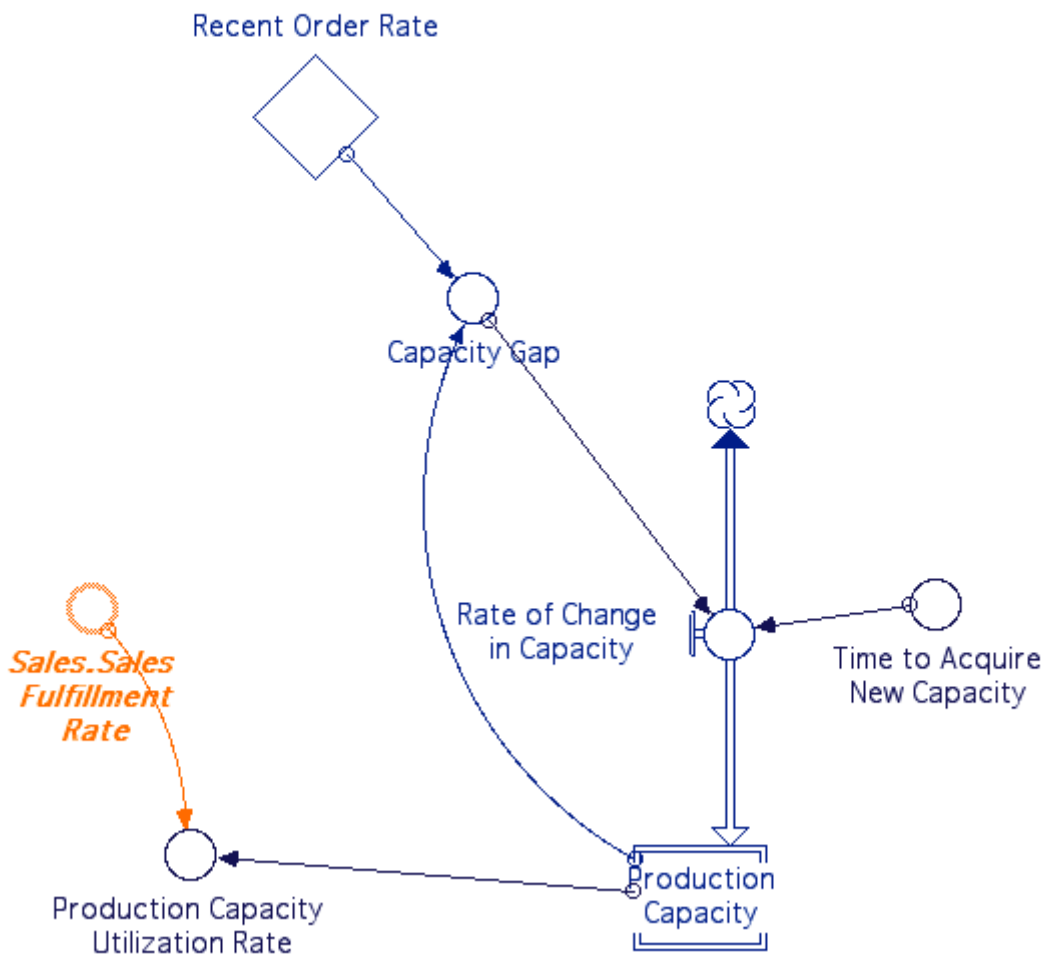 Recent Order Rate
Capacity Gap
Rate of Change
in Capacity
Time to Acquire
New Capacity
Sales.Sales
Fulfillment
Rate
Production
Capacity
Production Capacity
Utilization Rate